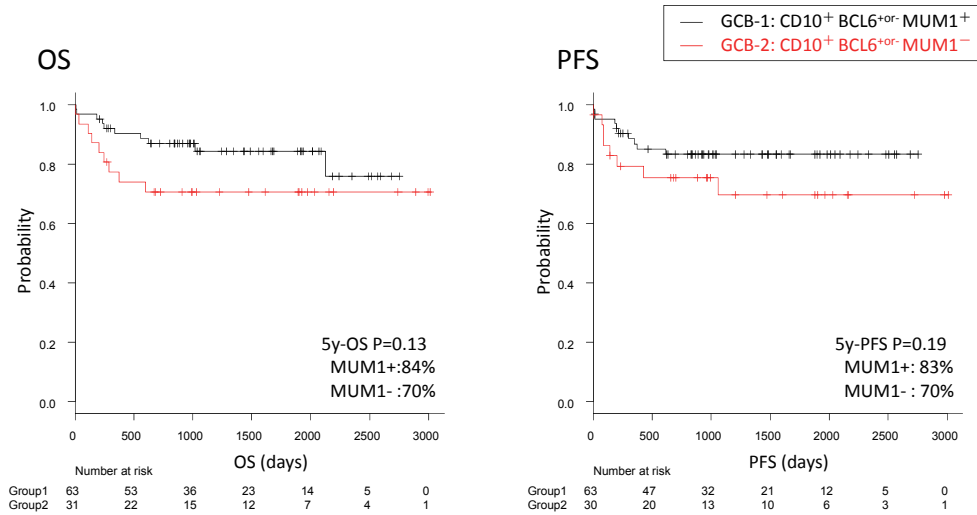 GCB-1: CD10+ BCL6+or- MUM1+
GCB-2: CD10+ BCL6+or- MUM1−
OS
1.0
0.8
0.6
0.4
0.2
0.0
Probability
5y-OS P=0.13
MUM1+:84%
MUM1- :70%
0 500 1000 1500 2000 2500 3000
OS (days)
Number at risk
Group1 63 53 36 23 14 5 0
Group2 31 22 15 12 7 4 1
PFS
1.0
0.8
0.6
0.4
0.2
0.0
Probability
5y-PFS P=0.19
MUM1+: 83%
MUM1- : 70%
0 500 1000 1500 2000 2500 3000
PFS (days)
Number at risk
Group1 63 47 32 21 12 5 0
Group2 30 20 13 10 6 3 1